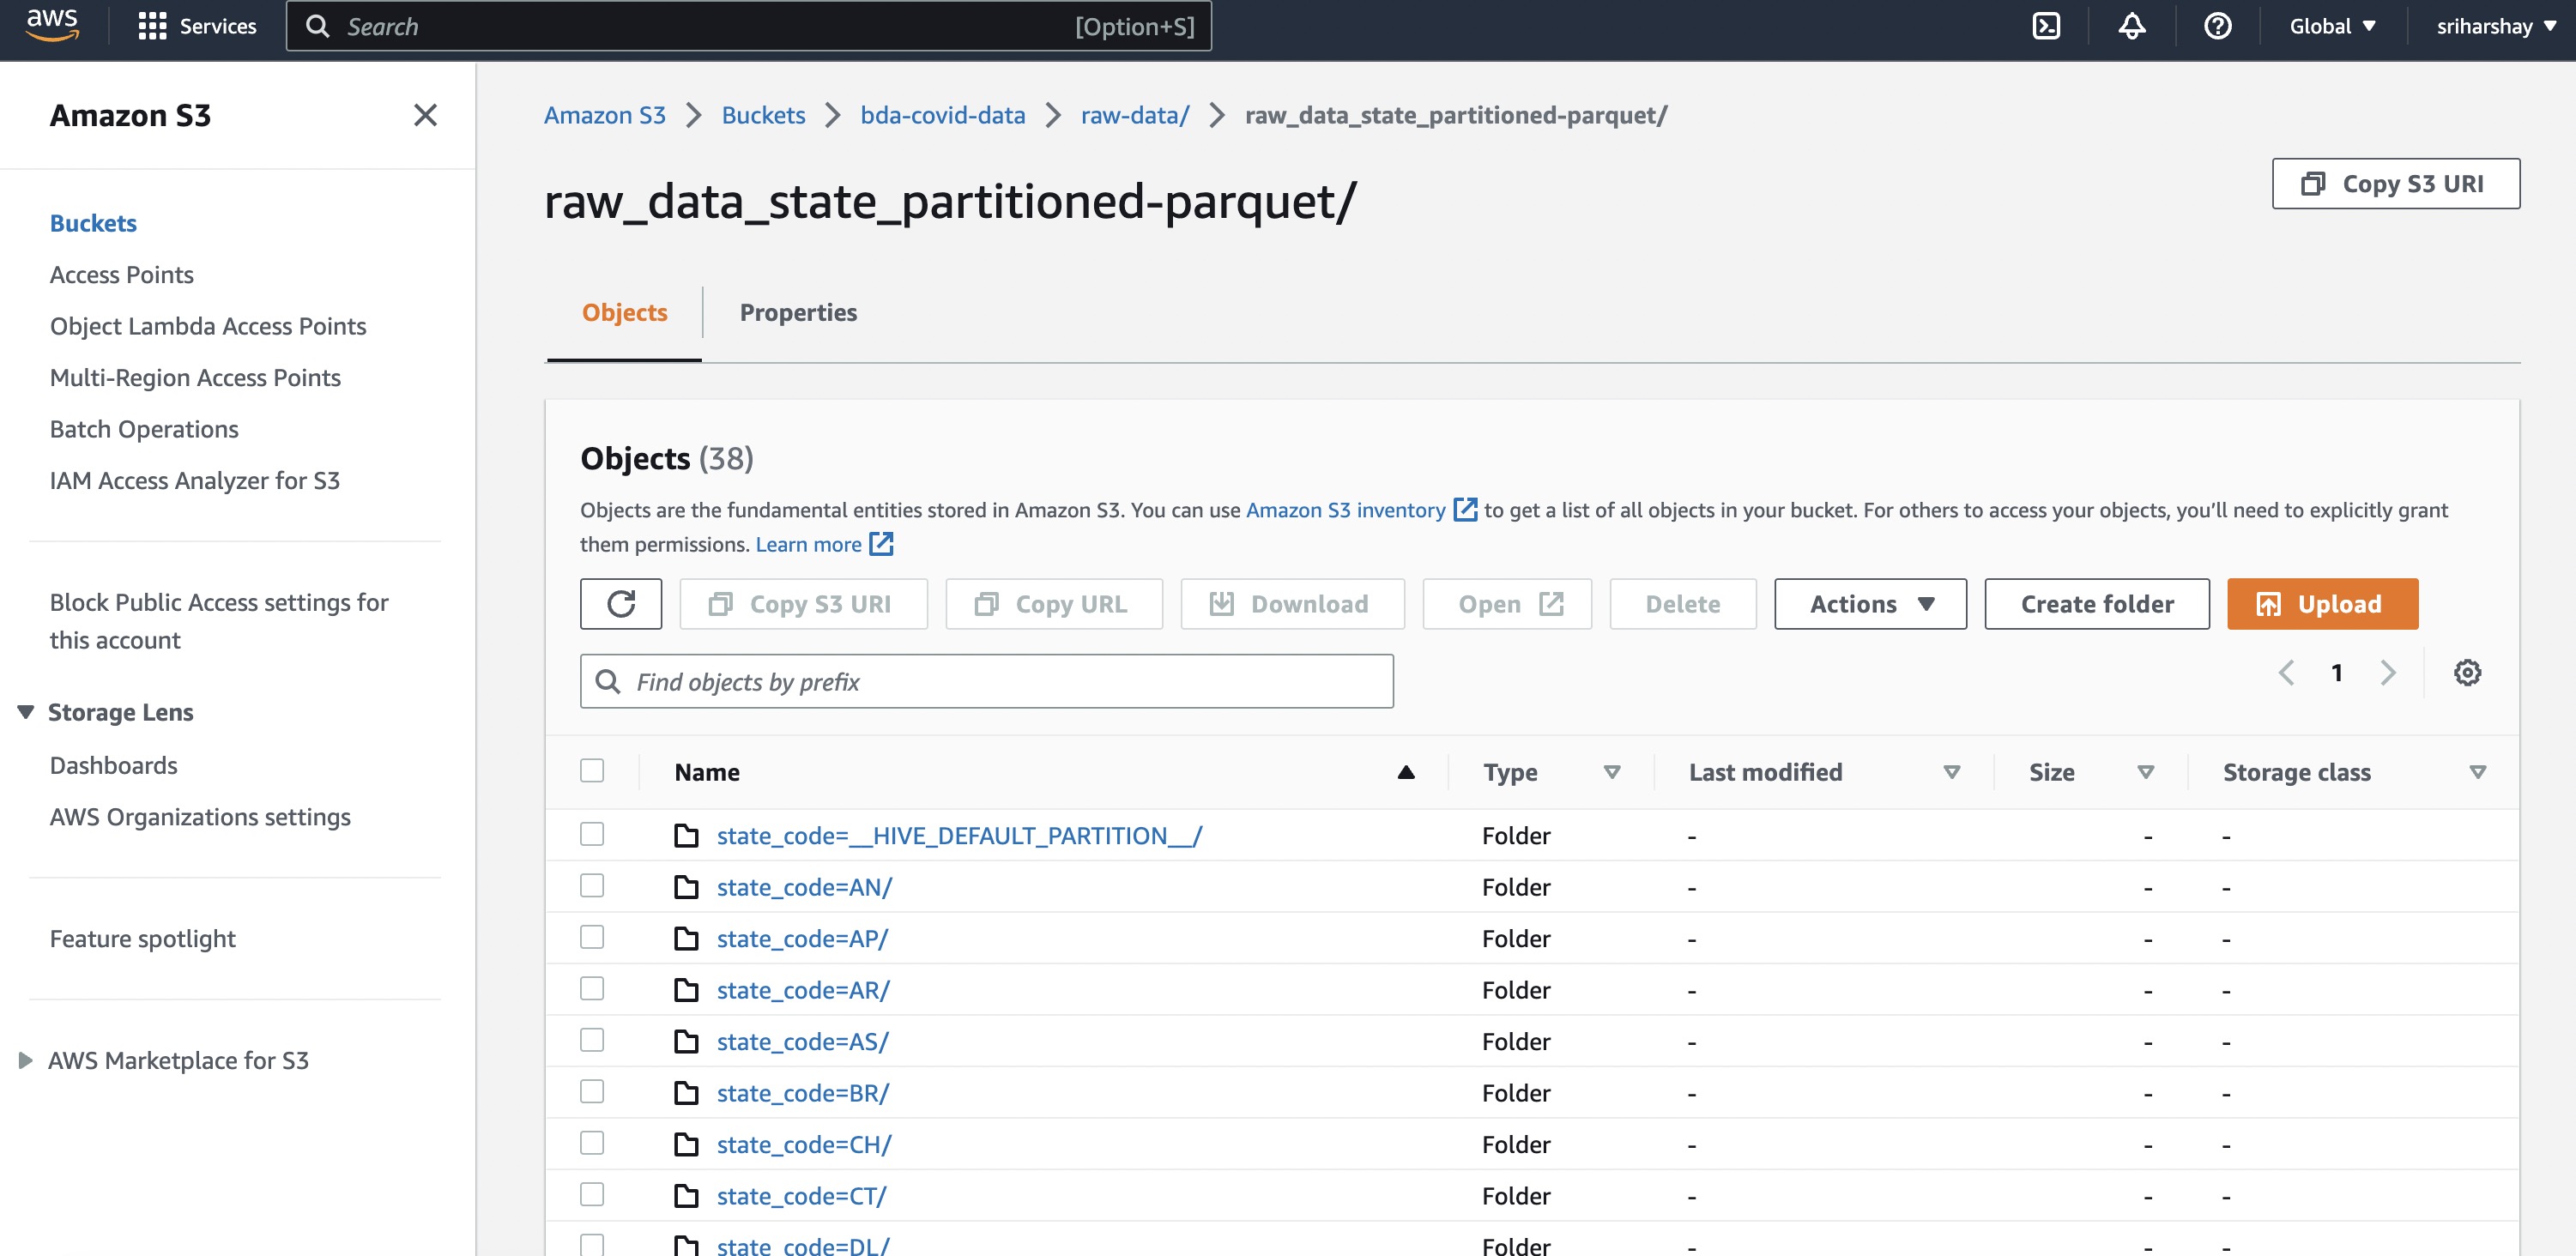 aws Services Search [Option+S] Global sriharshay
Amazon S3
Buckets
Access Points
Object Lambda Access Points
Multi-Region Access Points
Batch Operations
IAM Access Analyzer for S3
Block Public Access settings for
this account
Storage Lens
Dashboards
AWS Organizations settings
Feature spotlight
AWS Marketplace for S3
Amazon S3 Buckets bda-covid-data raw-data/ raw_data_state_partitioned-parquet/
raw_data_state_partitioned-parquet/
Copy S3 URI
Objects Properties
Objects (38)
Objects are the fundamental entities stored in Amazon S3. You can use Amazon S3 inventory to get a list of all objects in your bucket. For others to access your objects, you'll need to explicitly grant
them permissions. Learn more
Copy S3 URI Copy URL Download Open Delete Actions Create folder Upload
Find objects by prefix 1
Name Type Last modified Size Storage class
state_code=__HIVE_DEFAULT_PARTITION__/ Folder - - -
state_code=AN/ Folder - - -
state_code=AP/ Folder - - -
state_code=AR/ Folder - - -
state_code=AS/ Folder - - -
state_code=BR/ Folder - - -
state_code=CH/ Folder - - -
state_code=CT/ Folder - - -
state_code=DL/ Folder - - -